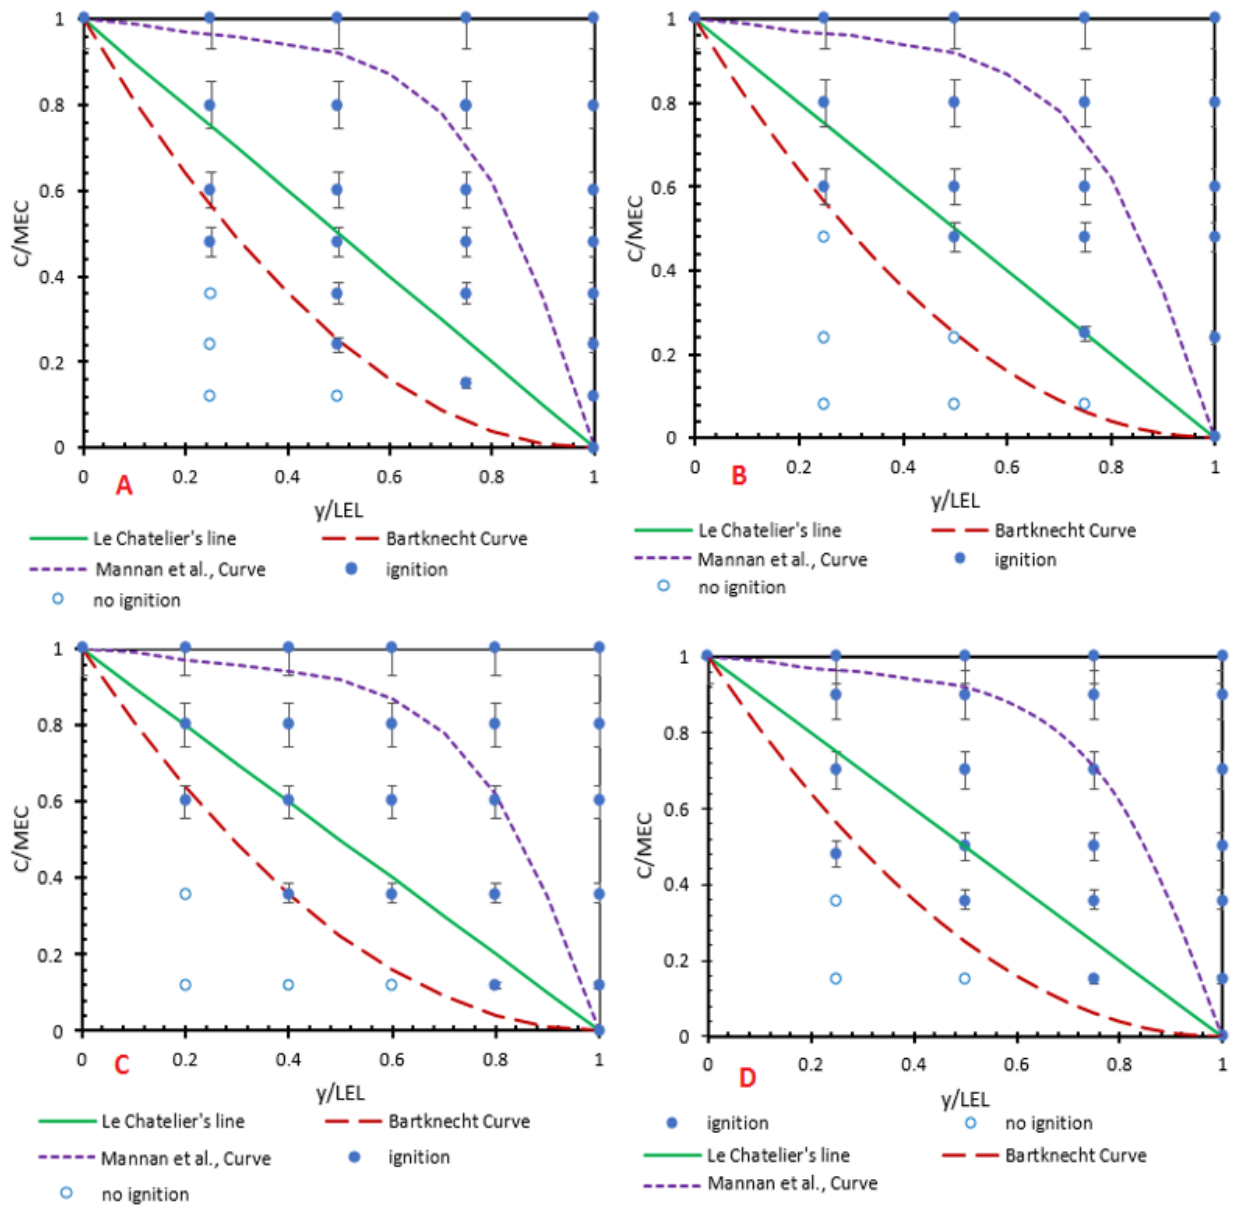 1
0.8
0.6
0.4
0.2
0
C/MEC
0 0.2 0.4 0.6 0.8 1
A
y/LEL
Le Chatelier's line Bartknecht Curve
Mannan et al., Curve ignition
no ignition
1
0.8
0.6
0.4
0.2
0
C/MEC
0 0.2 0.4 0.6 0.8 1
B
y/LEL
Le Chatelier's line Bartknecht Curve
Mannan et al., Curve ignition
no ignition
1
0.8
0.6
0.4
0.2
0
C/MEC
0 0.2 0.4 0.6 0.8 1
C
y/LEL
Le Chatelier's line Bartknecht Curve
Mannan et al., Curve ignition
no ignition
1
0.8
0.6
0.4
0.2
0
C/MEC
0 0.2 0.4 0.6 0.8 1
D
y/LEL
ignition no ignition
Le Chatelier's line Bartknecht Curve
Mannan et al., Curve